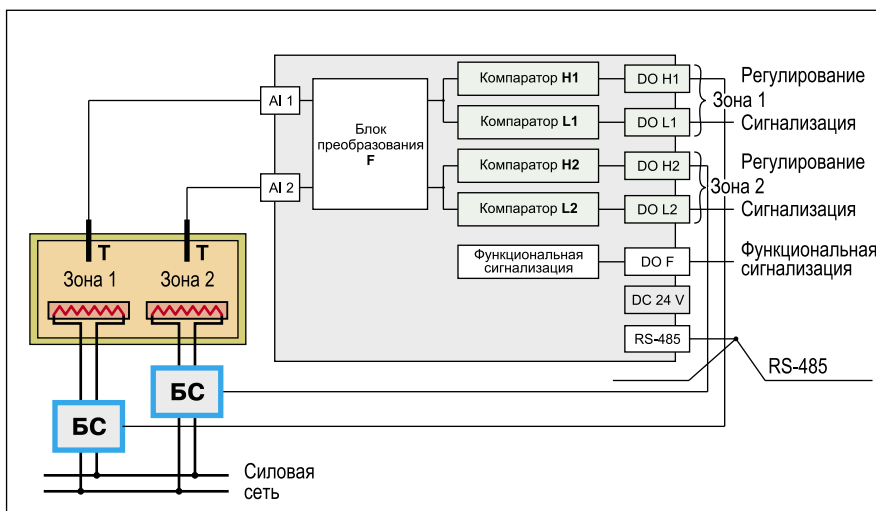 AI 1
AI 2
Блок
преобразования
F
Компаратор H1
Компаратор L1
Компаратор H2
Компаратор L2
Функциональная
сигнализация
DO H1
DO L1
DO H2
DO L2
DO F
DC 24 V
RS-485
Регулирование
Зона 1
Сигнализация
Регулирование
Зона 2
Сигнализация
Функциональная
сигнализация
RS-485
T
T
Зона 1
Зона 2
БС
БС
Силовая
сеть